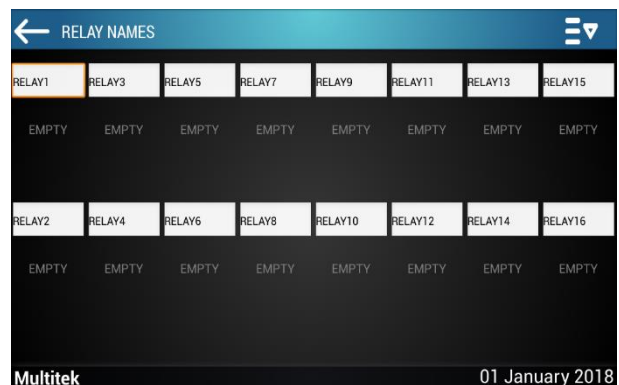 RELAY NAMES
RELAY1 RELAY3 RELAY5 RELAY7 RELAY9 RELAY11 RELAY13 RELAY15
EMPTY EMPTY EMPTY EMPTY EMPTY EMPTY EMPTY EMPTY
RELAY2 RELAY4 RELAY6 RELAY8 RELAY10 RELAY12 RELAY14 RELAY16
EMPTY EMPTY EMPTY EMPTY EMPTY EMPTY EMPTY EMPTY
Multitek 01 January 2018